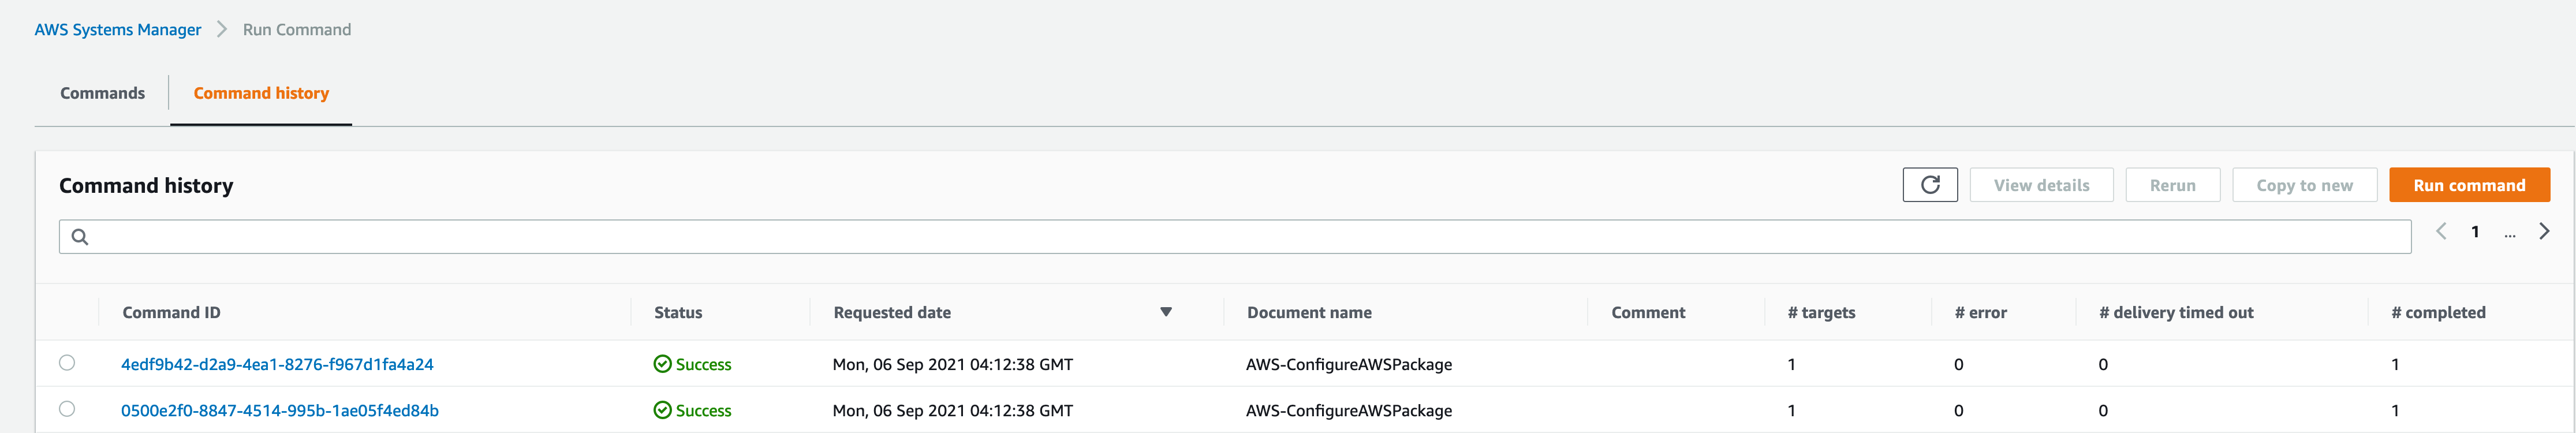 AWS Systems Manager > Run Command
Commands Command history
Command history View details Rerun Copy to new Run command
1 ...
Command ID Status Requested date Document name Comment # targets # error # delivery timed out # completed
4edf9b42-d2a9-4ea1-8276-f967d1fa4a24 Success Mon, 06 Sep 2021 04:12:38 GMT AWS-ConfigureAWSPackage 1 0 0 1
0500e2f0-8847-4514-995b-1ae05f4ed84b Success Mon, 06 Sep 2021 04:12:38 GMT AWS-ConfigureAWSPackage 1 0 0 1